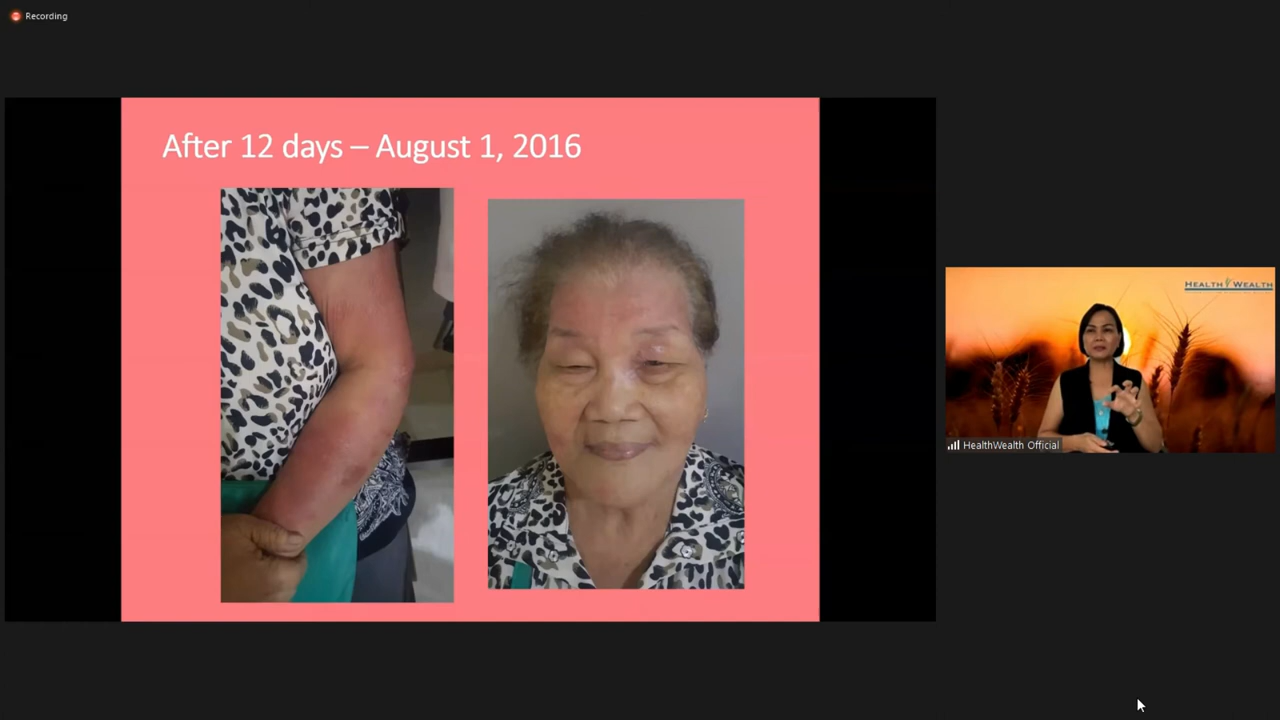 Recording
After 12 days – August 1, 2016
HEALTH WEALTH
HealthWealth Official